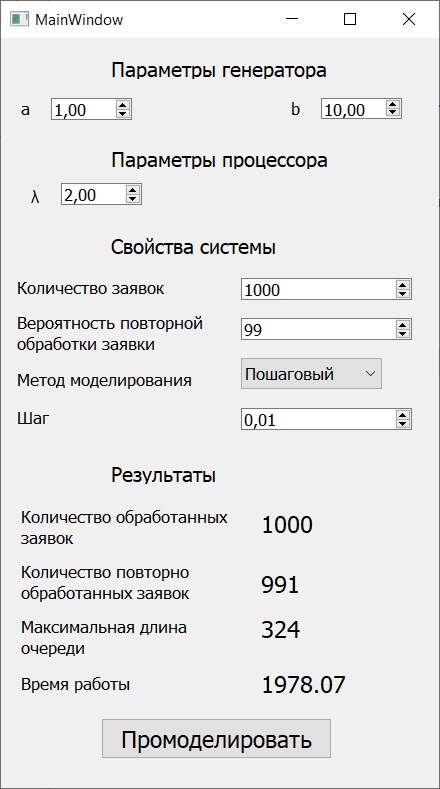 MainWindow
Параметры генератора
a 1,00 b 10,00
Параметры процессора
λ 2,00
Свойства системы
Количество заявок 1000
Вероятность повторной
обработки заявки 99
Метод моделирования Пошаговый
Шаг 0,01
Результаты
Количество обработанных
заявок 1000
Количество повторно
обработанных заявок 991
Максимальная длина
очереди 324
Время работы 1978.07
Промоделировать